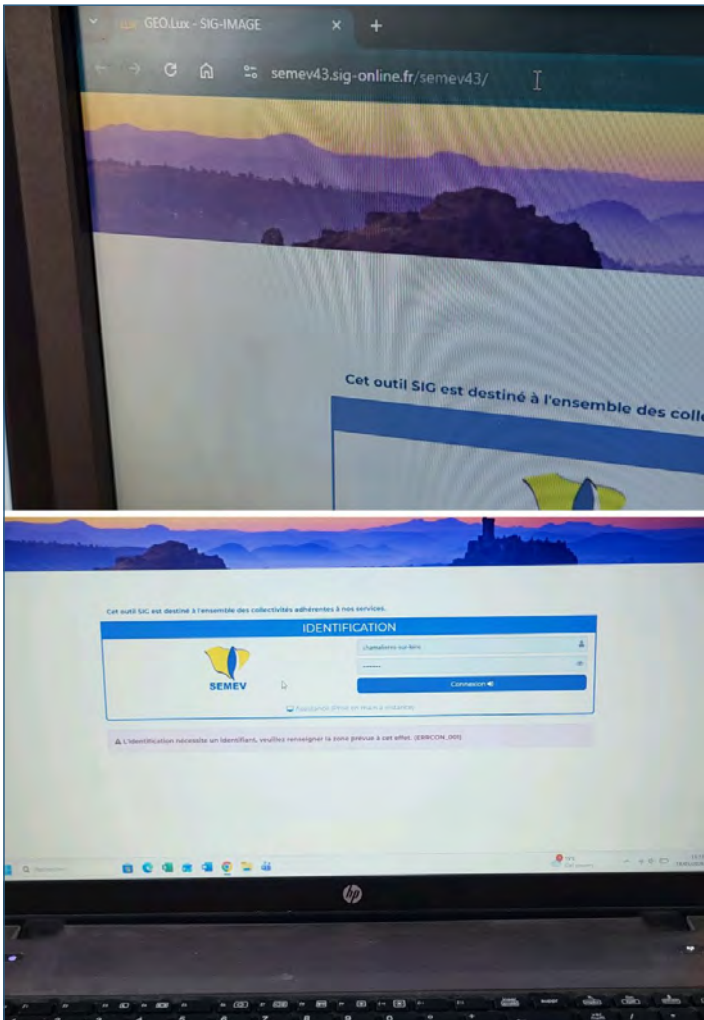 GEO.Lux - SIG-IMAGE
semev43.sig-online.fr/semev43/
Cet outil SIG est destiné à l'ensemble des
Cet outil SIG est destiné à l'ensemble des collectivités adhérentes à nos services.
IDENTIFICATION
SEMEV
Connexion
L'identification nécessite un identifiant, veuillez renseigner la zone prévue à cet effet. (ERRCON_001)
hp